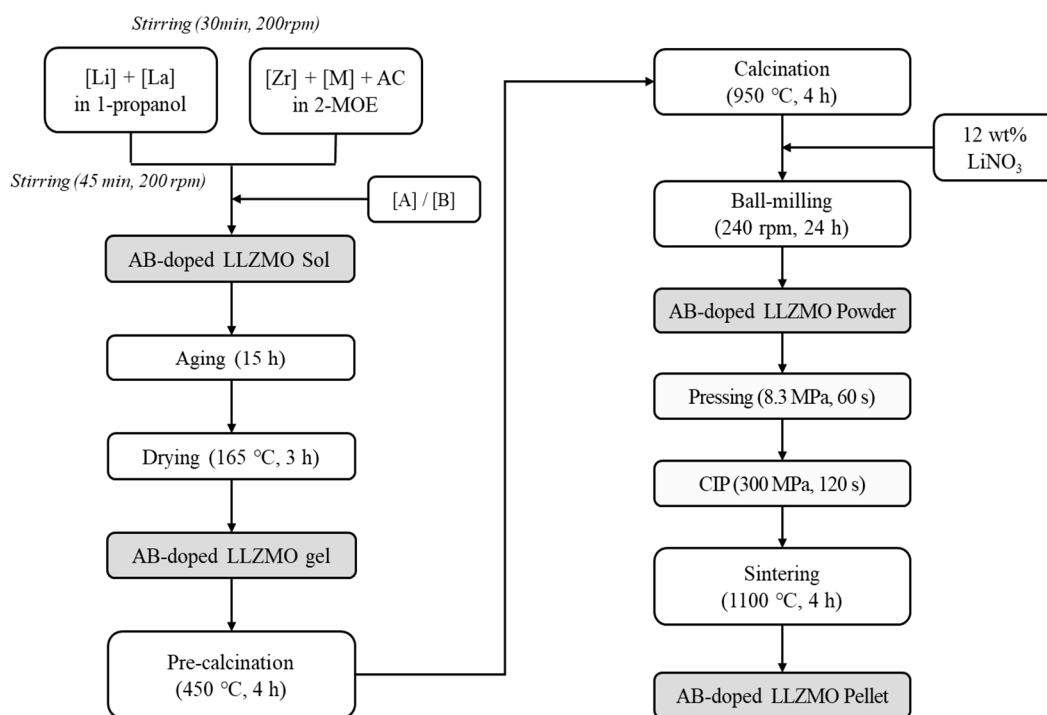 Stirring (30min, 200rpm)
[Li] + [La]
in 1-propanol
[Zr] + [M] + AC
in 2-MOE
Stirring (45 min, 200 rpm)
[A] / [B]
AB-doped LLZMO Sol
Aging (15 h)
Drying (165 ℃, 3 h)
AB-doped LLZMO gel
Pre-calcination
(450 ℃, 4 h)
Calcination
(950 ℃, 4 h)
12 wt%
LiNO₃
Ball-milling
(240 rpm, 24 h)
AB-doped LLZMO Powder
Pressing (8.3 MPa, 60 s)
CIP (300 MPa, 120 s)
Sintering
(1100 ℃, 4 h)
AB-doped LLZMO Pellet